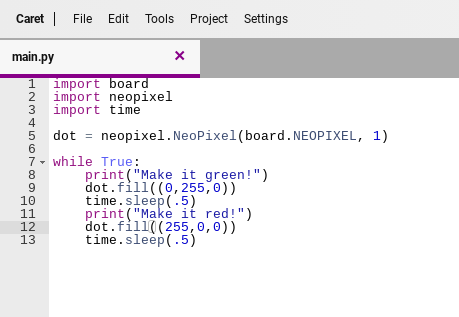 Caret | File Edit Tools Project Settings
main.py ×
1 import board
2 import neopixel
3 import time
4
5 dot = neopixel.NeoPixel(board.NEOPIXEL, 1)
6
7 while True:
8     print("Make it green!")
9     dot.fill((0,255,0))
10     time.sleep(.5)
11     print("Make it red!")
12     dot.fill((255,0,0))
13     time.sleep(.5)